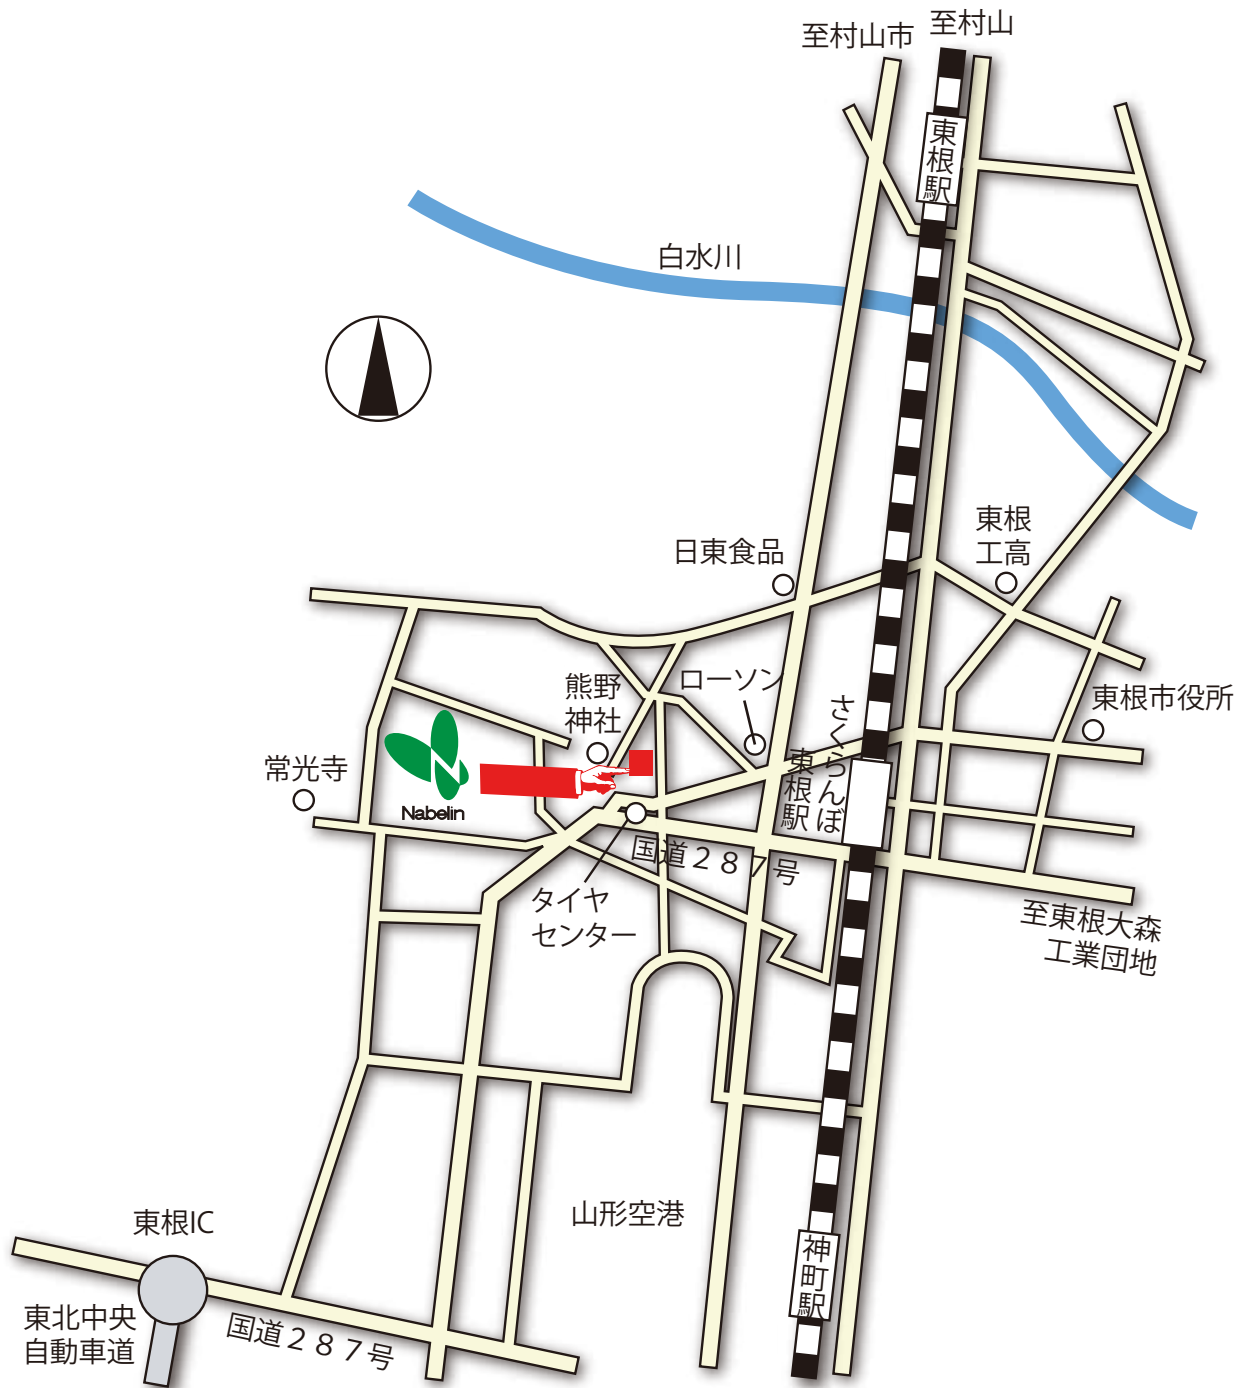 至村山市
至村山
東根駅
白水川
東根
工高
日東食品
熊野
神社
ローソン
東根市役所
さくらんぼ
東根駅
常光寺
Nabelin
国道２８７号
タイヤ
センター
至東根大森
工業団地
山形空港
東根IC
神町駅
東北中央
自動車道
国道２８７号